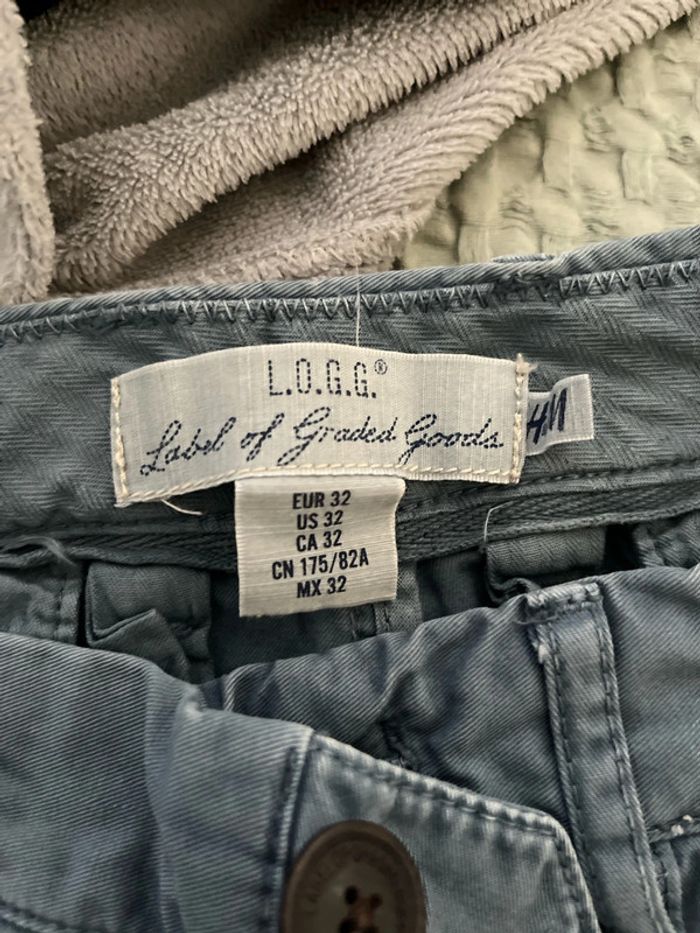 L.O.G.G.®
Label of Graded Goods
H&M
EUR 32
US 32
CA 32
CN 175/82A
MX 32